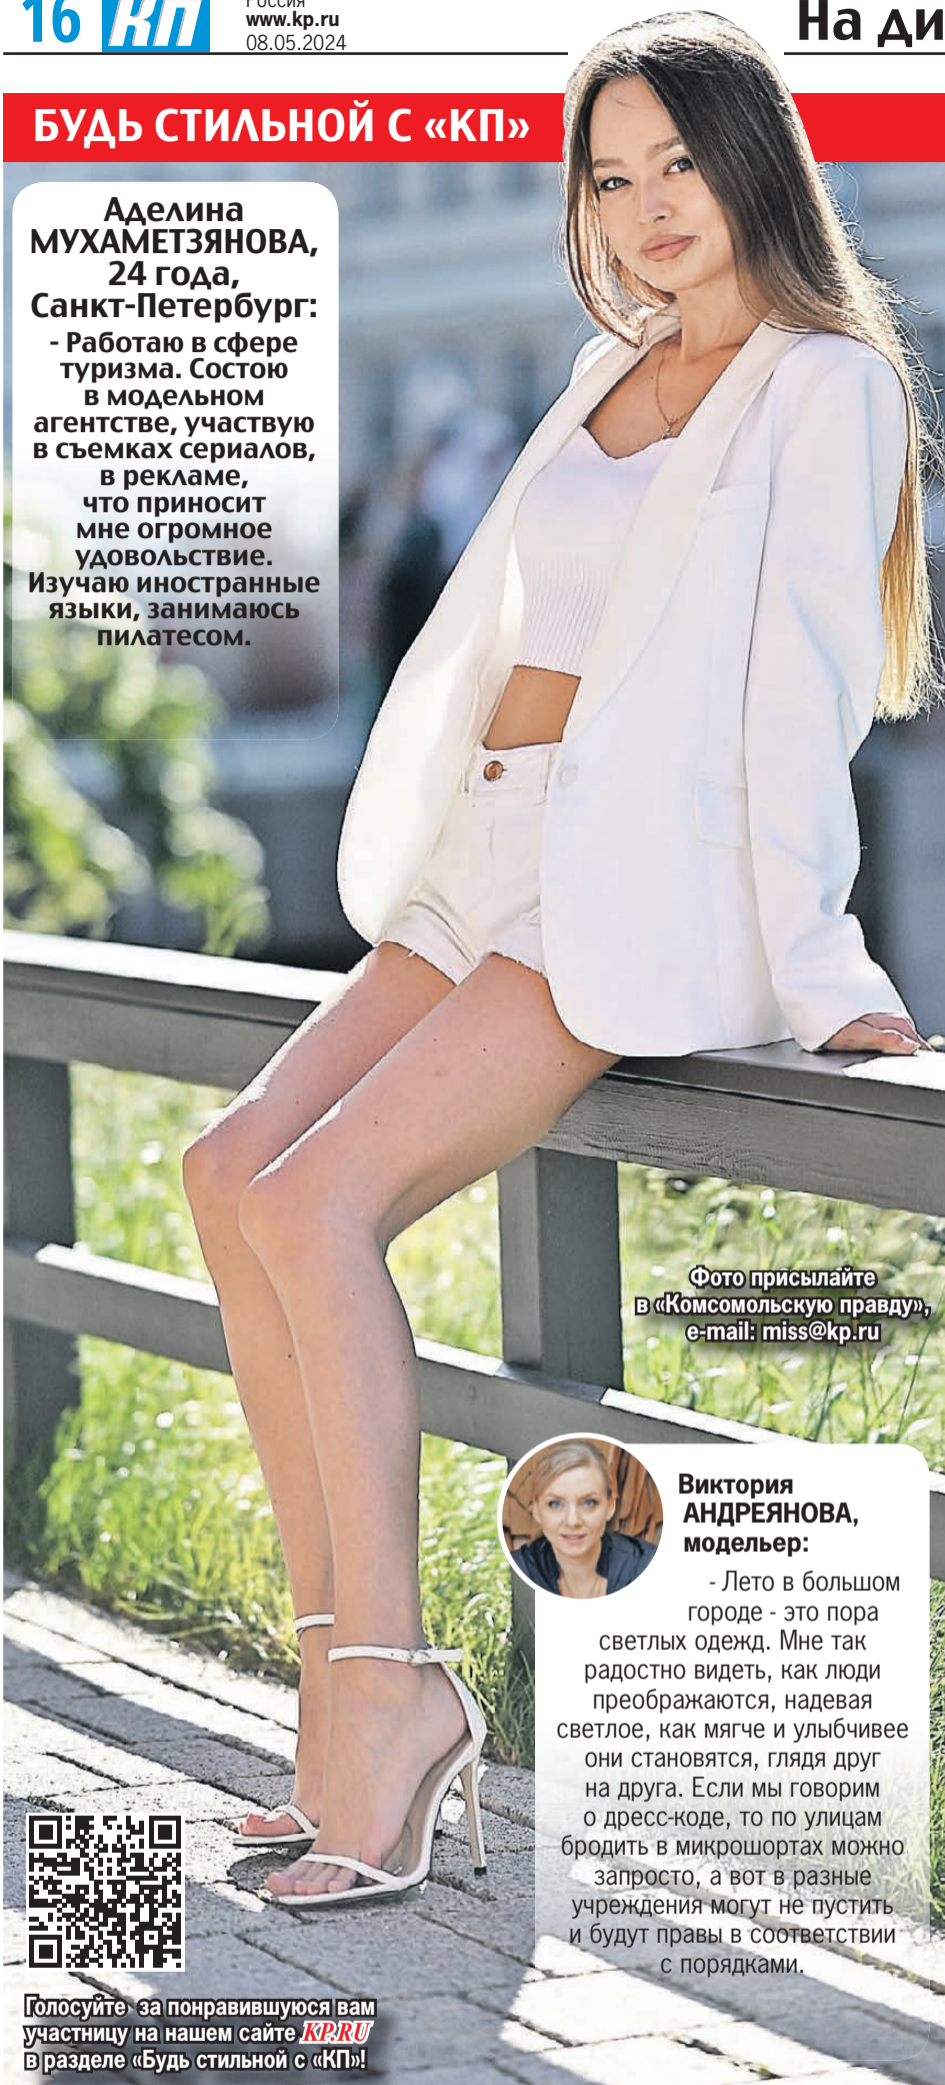 16 КП
Россия
www.kp.ru
08.05.2024
На ди
БУДЬ СТИЛЬНОЙ С «КП»
Аделина
МУХАМЕТЗЯНОВА,
24 года,
Санкт-Петербург:
- Работаю в сфере
туризма. Состою
в модельном
агентстве, участвую
в съемках сериалов,
в рекламе,
что приносит
мне огромное
удовольствие.
Изучаю иностранные
языки, занимаюсь
пилатесом.
Фото присылайте
в «Комсомольскую правду»,
e-mail: miss@kp.ru
Виктория
АНДРЕЯНОВА,
модельер:
- Лето в большом
городе - это пора
светлых одежд. Мне так
радостно видеть, как люди
преображаются, надевая
светлое, как мягче и улыбчивее
они становятся, глядя друг
на друга. Если мы говорим
о дресс-коде, то по улицам
бродить в микрошортах можно
запросто, а вот в разные
учреждения могут не пустить
и будут правы в соответствии
с порядками.
Голосуйте за понравившуюся вам
участницу на нашем сайте KP.RU
в разделе «Будь стильной с «КП»!